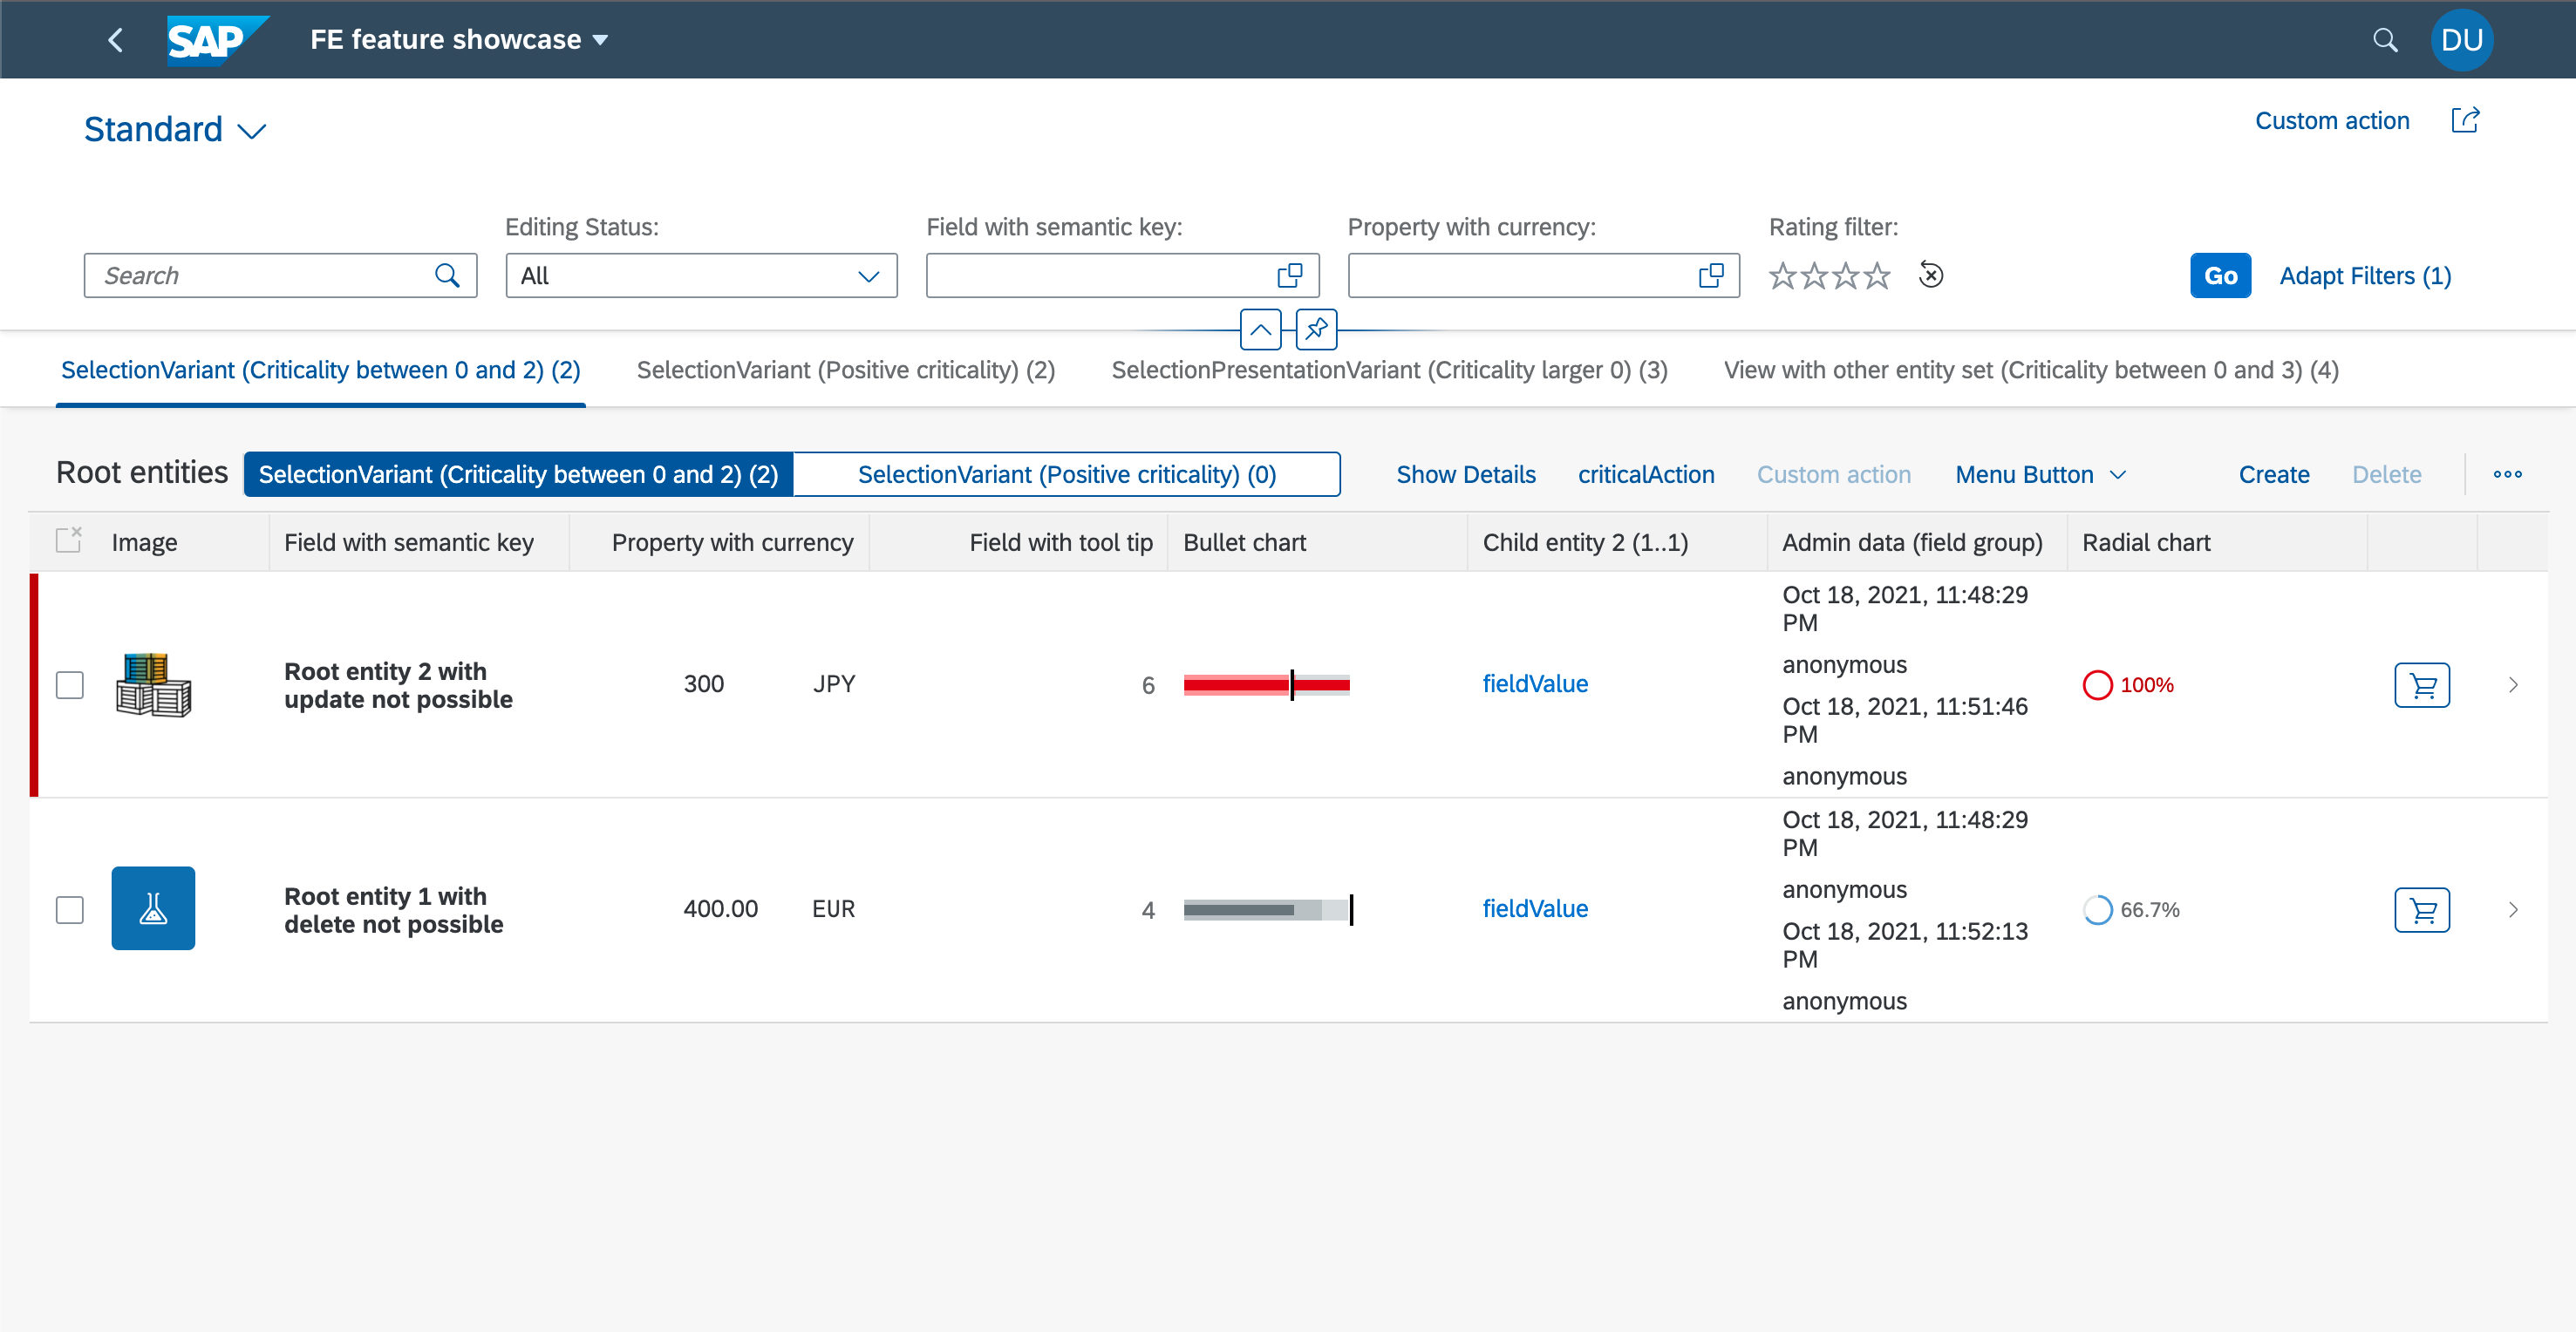 SAP
FE feature showcase
DU
Standard
Custom action
Editing Status:
Field with semantic key:
Property with currency:
Rating filter:
Search
All
Go
Adapt Filters (1)
SelectionVariant (Criticality between 0 and 2) (2)
SelectionVariant (Positive criticality) (2)
SelectionPresentationVariant (Criticality larger 0) (3)
View with other entity set (Criticality between 0 and 3) (4)
Root entities
SelectionVariant (Criticality between 0 and 2) (2)
SelectionVariant (Positive criticality) (0)
Show Details
criticalAction
Custom action
Menu Button
Create
Delete
Image
Field with semantic key
Property with currency
Field with tool tip
Bullet chart
Child entity 2 (1..1)
Admin data (field group)
Radial chart
Root entity 2 with
update not possible
300
JPY
6
fieldValue
Oct 18, 2021, 11:48:29
PM
anonymous
Oct 18, 2021, 11:51:46
PM
anonymous
100%
Root entity 1 with
delete not possible
400.00
EUR
4
fieldValue
Oct 18, 2021, 11:48:29
PM
anonymous
Oct 18, 2021, 11:52:13
PM
anonymous
66.7%